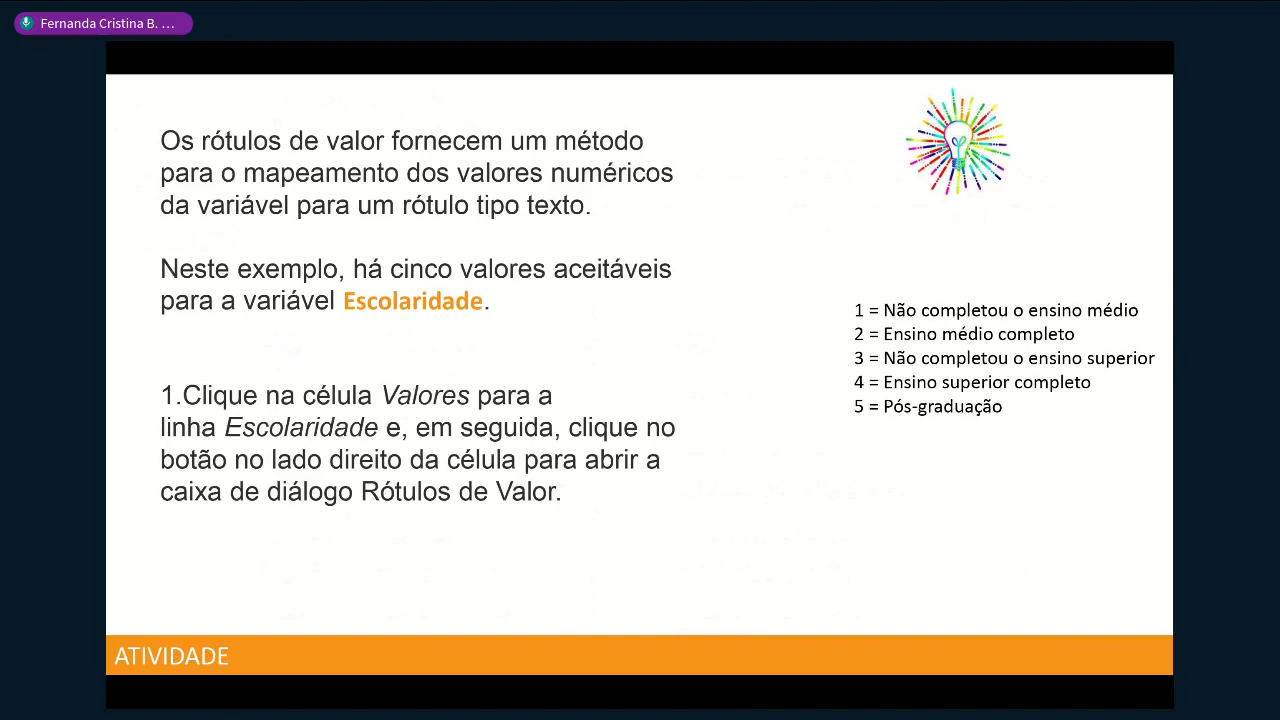 Fernanda Cristina B. ...
Os rótulos de valor fornecem um método
para o mapeamento dos valores numéricos
da variável para um rótulo tipo texto.
Neste exemplo, há cinco valores aceitáveis
para a variável Escolaridade.
1.Clique na célula Valores para a
linha Escolaridade e, em seguida, clique no
botão no lado direito da célula para abrir a
caixa de diálogo Rótulos de Valor.
1 = Não completou o ensino médio
2 = Ensino médio completo
3 = Não completou o ensino superior
4 = Ensino superior completo
5 = Pós-graduação
ATIVIDADE